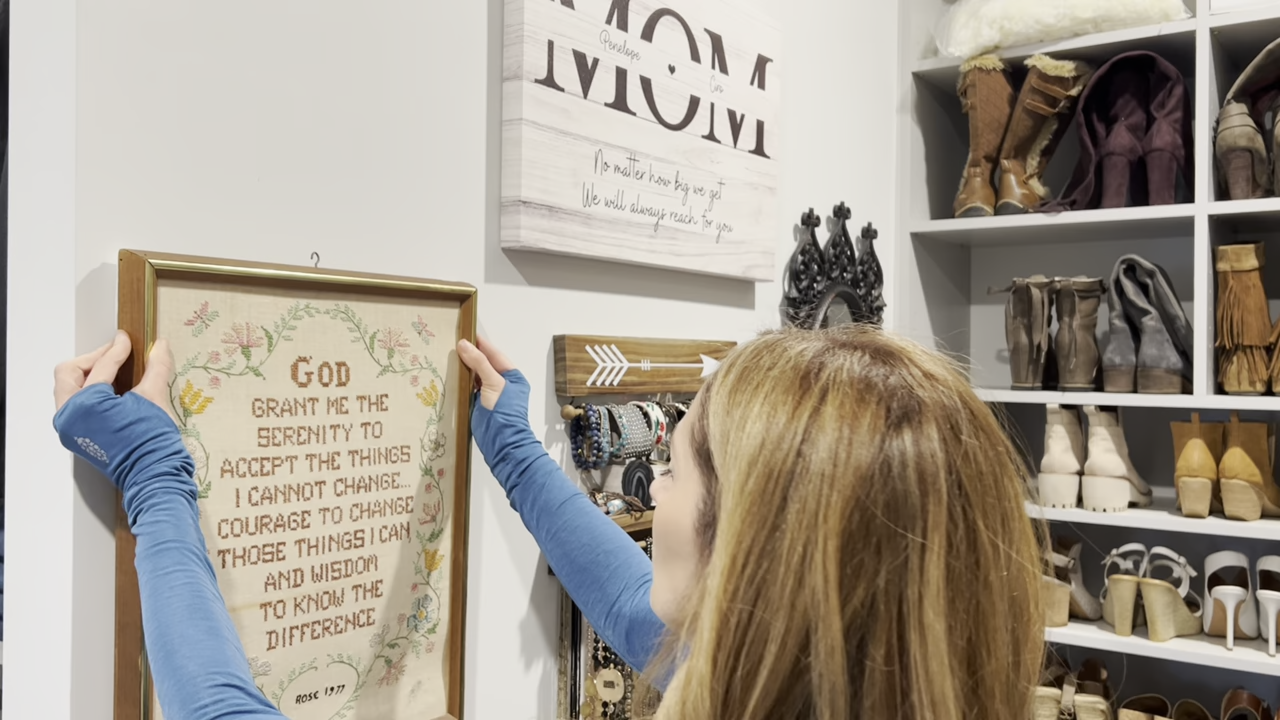 MOM
Penelope
No matter how big we get
We will always reach for you
GOD
GRANT ME THE
SERENITY TO
ACCEPT THE THINGS
I CANNOT CHANGE...
COURAGE TO CHANGE
THOSE THINGS I CAN
AND WISDOM
TO KNOW THE
DIFFERENCE
ROSE 1977